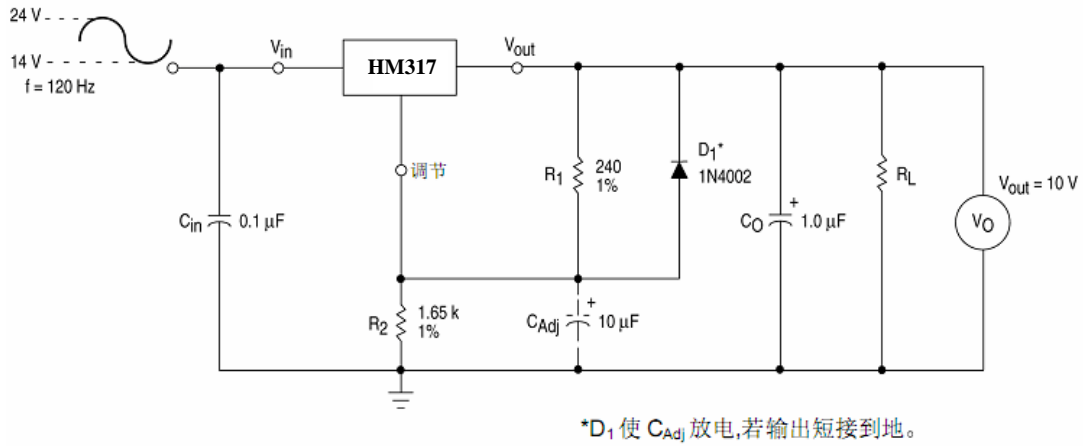 24 V
14 V
f = 120 Hz
Vin
HM317
Vout
调节
Cin
0.1 μF
R1
240
1%
D1*
1N4002
CO
+
1.0 μF
RL
Vout = 10 V
VO
R2
1.65 k
1%
CAdj
+
10 μF
*D1 使 CAdj 放电,若输出短接到地。